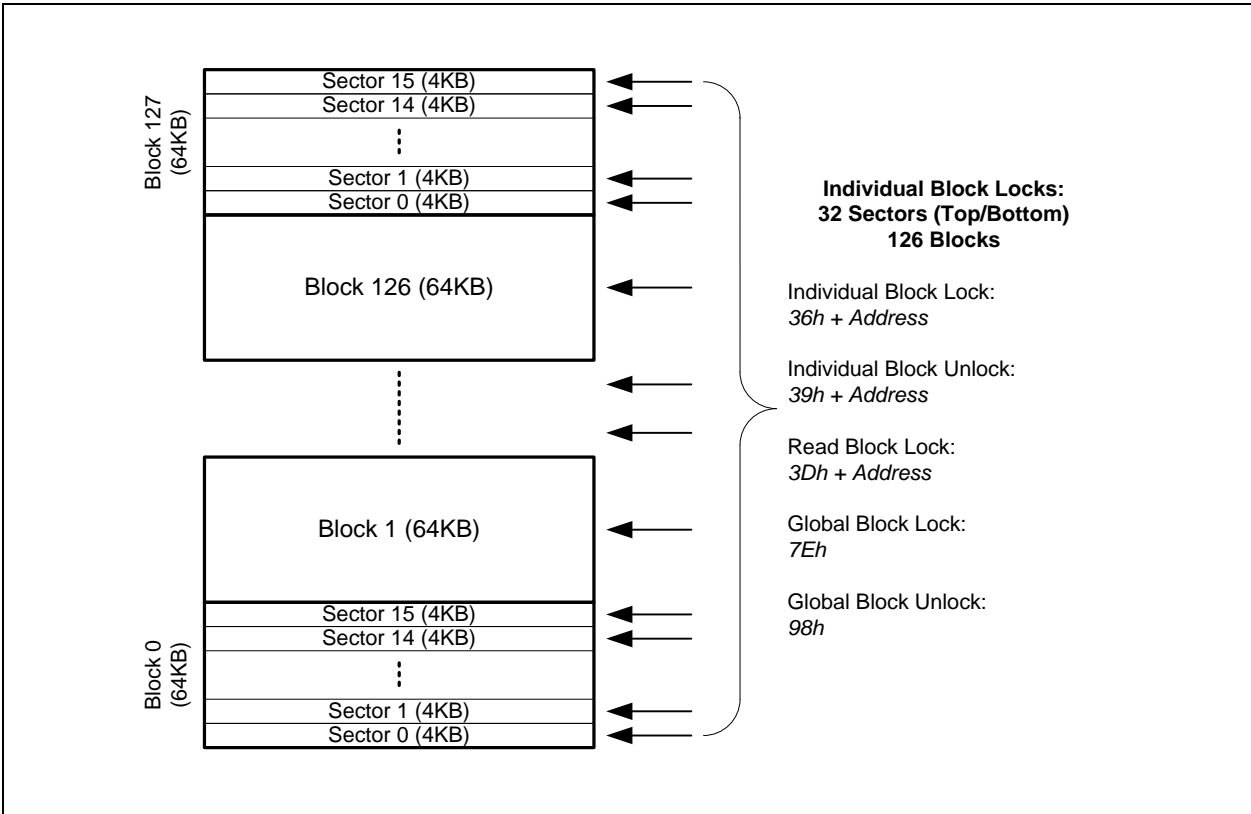 Block 127
(64KB)
Sector 15 (4KB)
Sector 14 (4KB)
Sector 1 (4KB)
Sector 0 (4KB)
Block 126 (64KB)
Block 1 (64KB)
Block 0
(64KB)
Sector 15 (4KB)
Sector 14 (4KB)
Sector 1 (4KB)
Sector 0 (4KB)
Individual Block Locks:
32 Sectors (Top/Bottom)
126 Blocks
Individual Block Lock:
36h + Address
Individual Block Unlock:
39h + Address
Read Block Lock:
3Dh + Address
Global Block Lock:
7Eh
Global Block Unlock:
98h